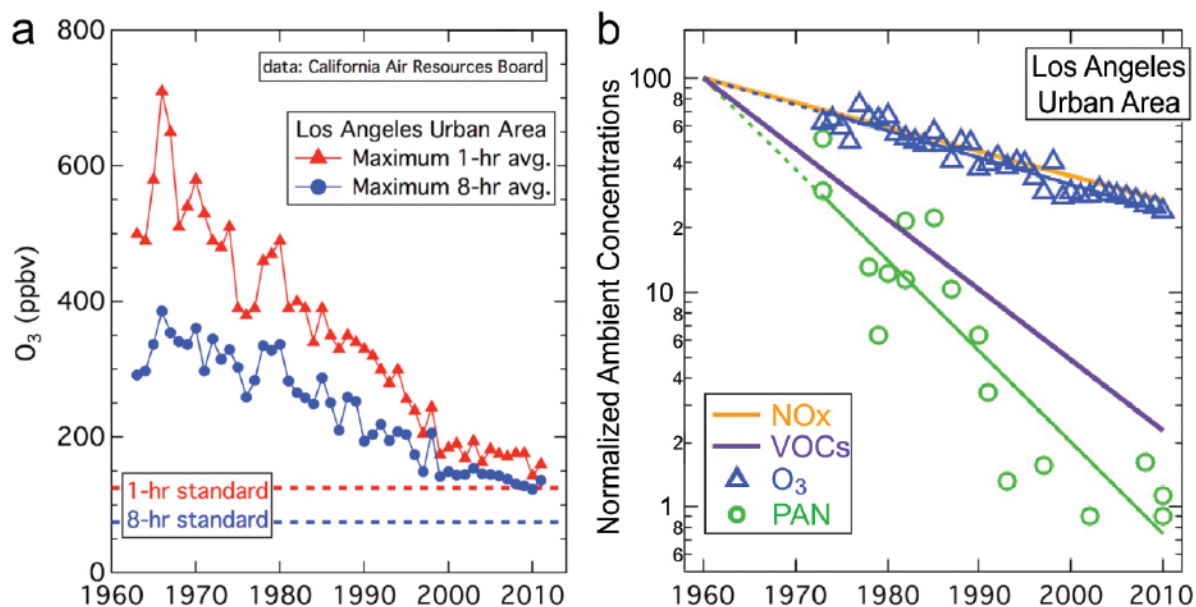 a
800
600
400
200
0
O₃ (ppbv)
data: California Air Resources Board
Los Angeles Urban Area
Maximum 1-hr avg.
Maximum 8-hr avg.
1-hr standard
8-hr standard
1960 1970 1980 1990 2000 2010
b
Los Angeles
Urban Area
Normalized Ambient Concentrations
100
8
6
4
2
10
8
6
4
2
1
8
6
NOx
VOCs
O₃
PAN
1960 1970 1980 1990 2000 2010